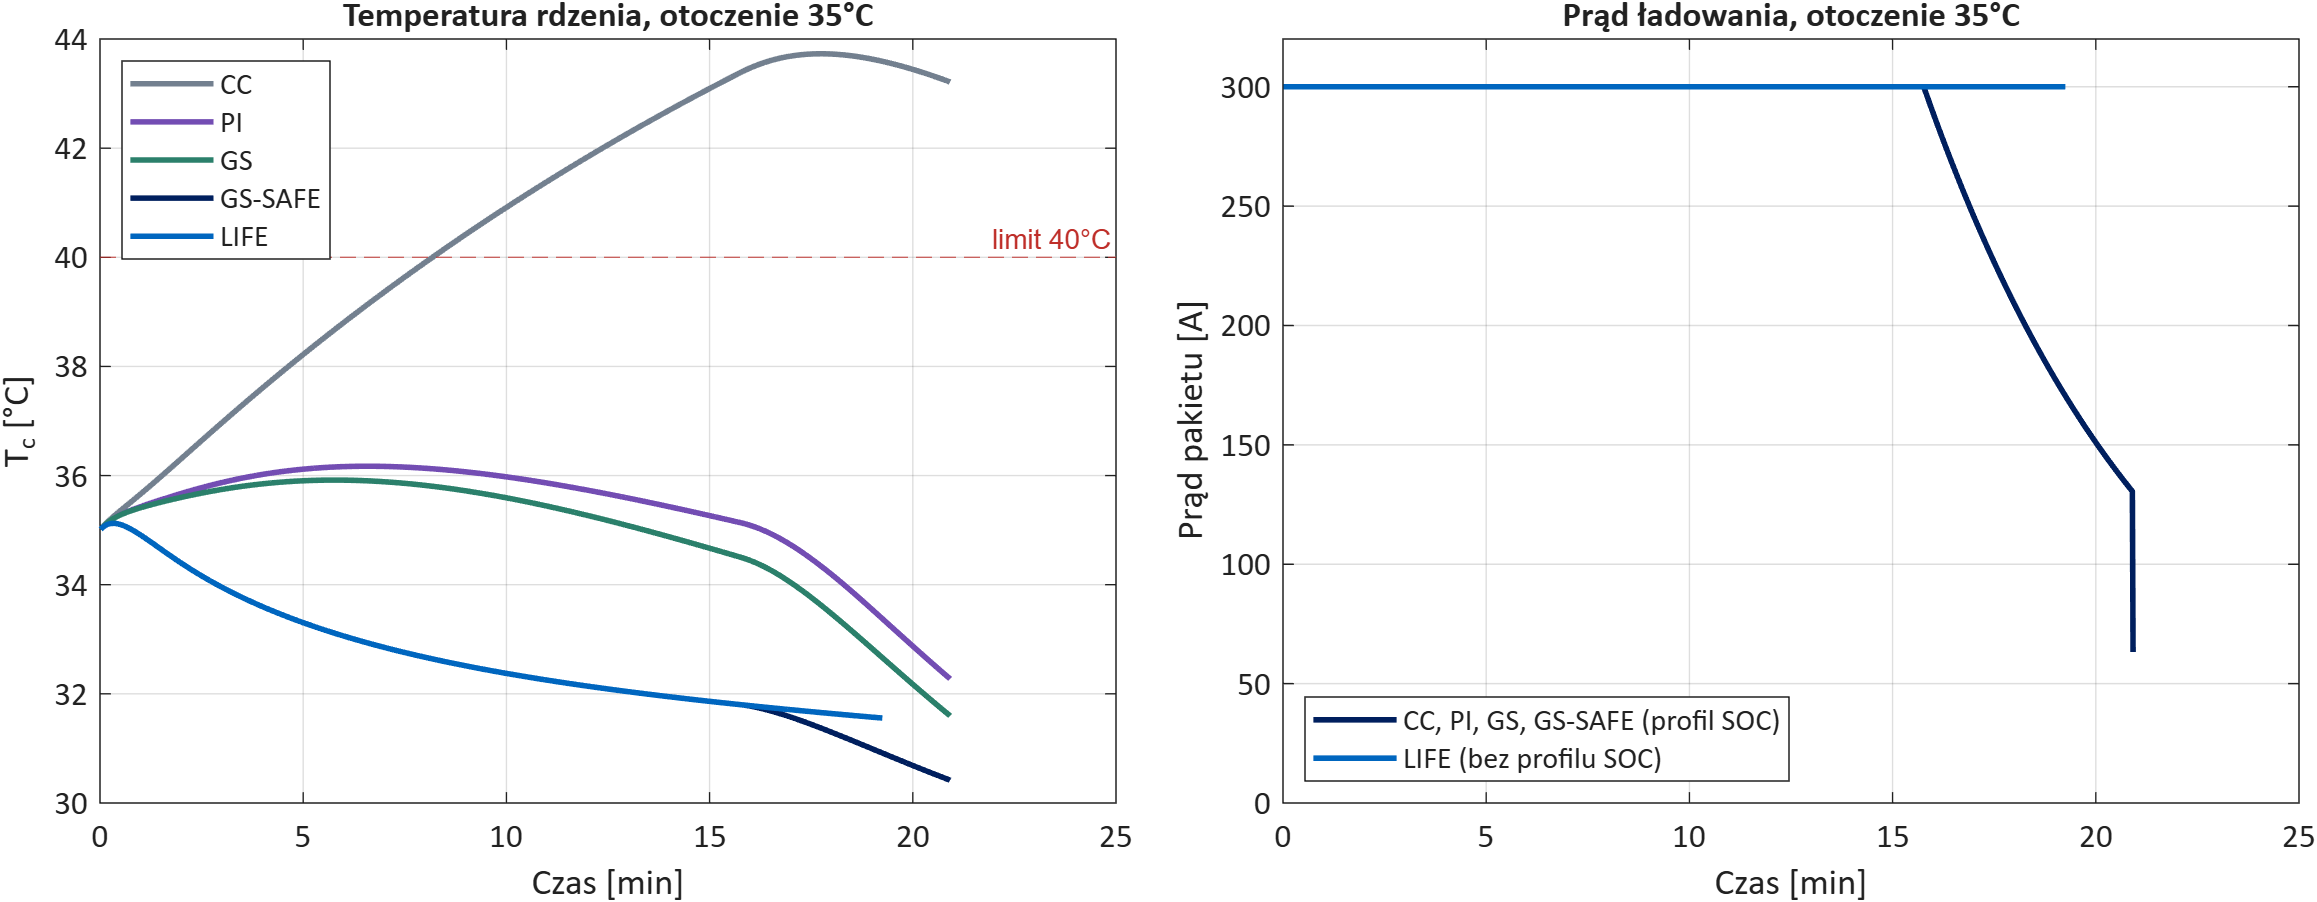 Temperatura rdzenia, otoczenie 35°C
44
42
40
38
36
34
32
30
T_c [°C]
CC
PI
GS
GS-SAFE
LIFE
limit 40°C
0 5 10 15 20 25
Czas [min]
Prąd ładowania, otoczenie 35°C
300
250
200
150
100
50
0
Prąd pakietu [A]
CC, PI, GS, GS-SAFE (profil SOC)
LIFE (bez profilu SOC)
0 5 10 15 20 25
Czas [min]